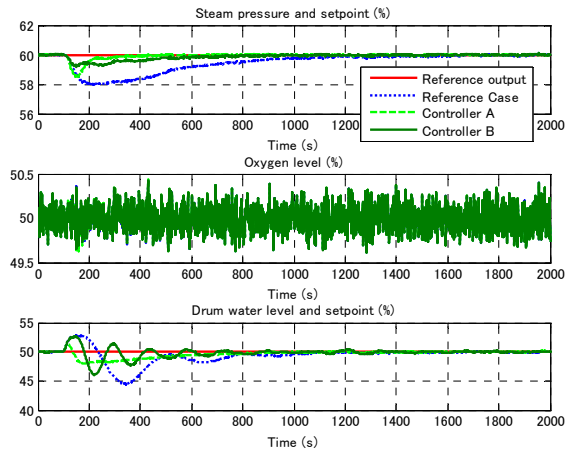 Steam pressure and setpoint (%)
62
60
58
56
0 200 400 600 800 1000 1200 1400 1600 1800 2000
Time (s)
Reference output
Reference Case
Controller A
Controller B
Oxygen level (%)
50.5
50
49.5
0 200 400 600 800 1000 1200 1400 1600 1800 2000
Time (s)
Drum water level and setpoint (%)
55
50
45
40
0 200 400 600 800 1000 1200 1400 1600 1800 2000
Time (s)